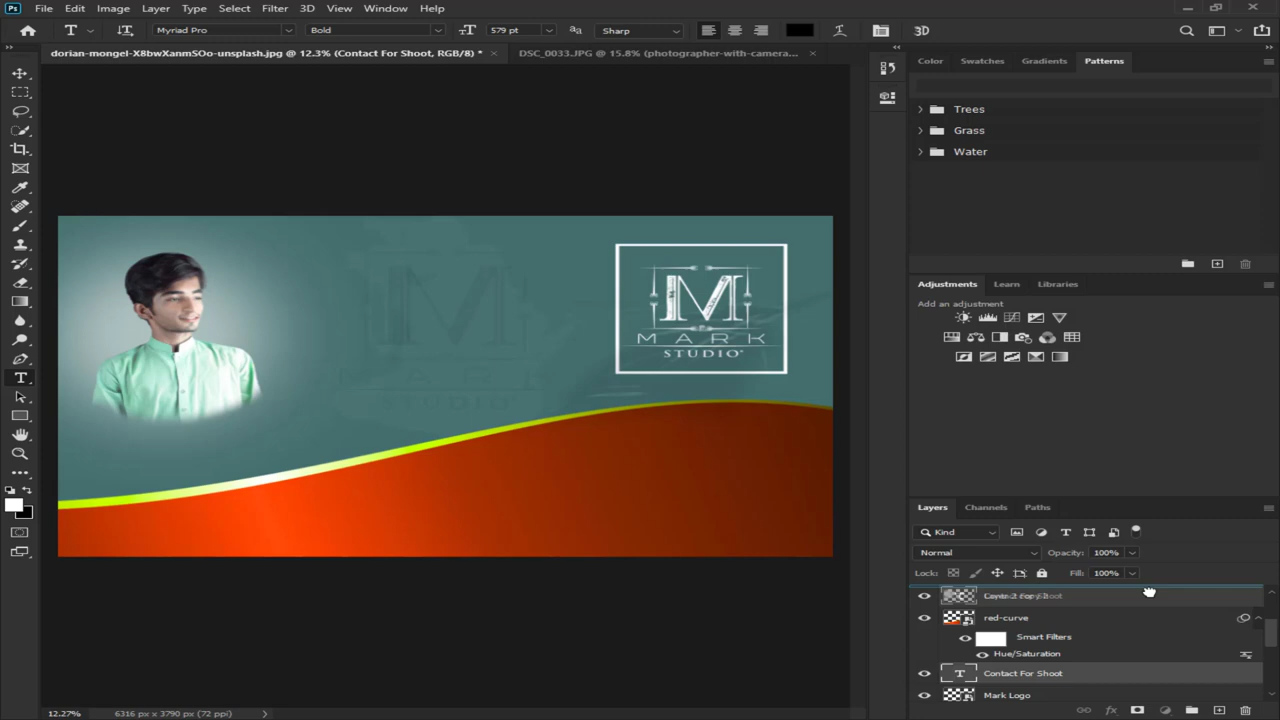 Ps File Edit Image Layer Type Select Filter 3D View Window Help
T Myriad Pro Bold 579 pt aa Sharp 3D
dorian-mongel-X8bwXanmSOo-unsplash.jpg @ 12.3% (Contact For Shoot, RGB/8) * DSC_0033.JPG @ 15.8% (photographer-with-camera...
Color Swatches Gradients Patterns
Trees
Grass
Water
M
MARK
STUDIO
M
MARK
STUDIO
Adjustments Learn Libraries
Add an adjustment
Layers Channels Paths
Kind
Normal Opacity: 100%
Lock: Fill: 100%
red-curve
Smart Filters
Hue/Saturation
T Contact For Shoot
Mark Logo
12.27% 6316 px x 3790 px (72 ppi)